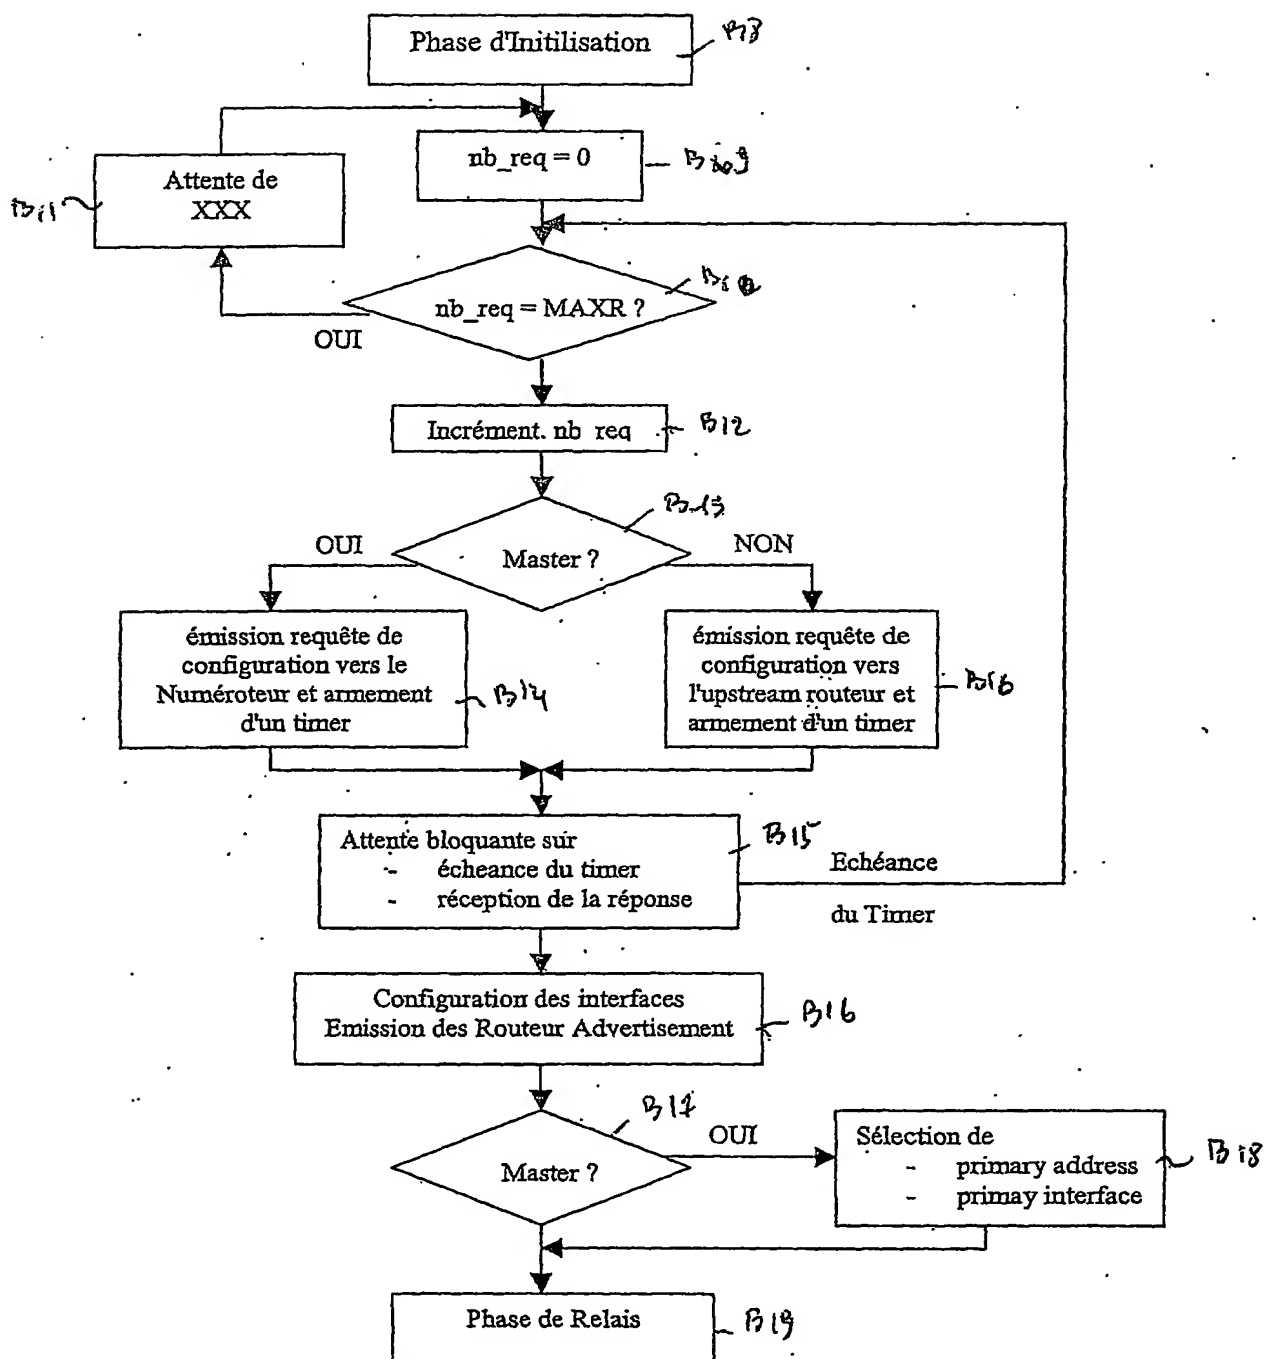 Phase d'Initilisation
B8
nb_req = 0
Attente de
XXX
B11
nb_req = MAXR ?
OUI
Incrément. nb req
B12
Master ?
OUI
NON
émission requête de
configuration vers le
Numéroteur et armement
d'un timer
B14
émission requête de
configuration vers
l'upstream routeur et
armement d'un timer
B16
Attente bloquante sur
- écheance du timer
- réception de la réponse
B15
Echéance
du Timer
Configuration des interfaces
Emission des Routeur Advertisement
B16
B17
Master ?
OUI
Sélection de
- primary address
- primay interface
B18
Phase de Relais
B19